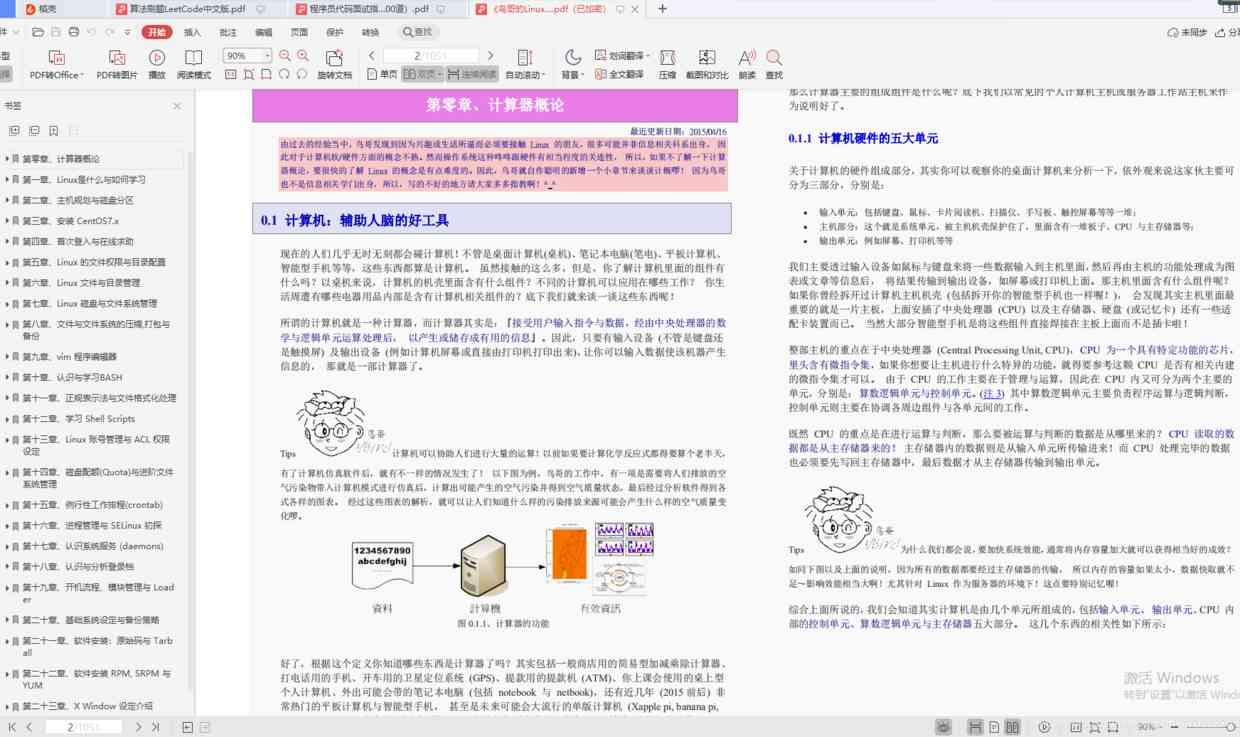 稻壳
算法刷题LeetCode中文版.pdf
程序员代码面试指...00道）.pdf
《鸟哥的Linux....pdf（已加密）
件
开始 插入 批注 编辑 页面 保护 转换 查找
未同步 分享
PDF转Office PDF转图片 播放 阅读模式
90%
旋转文档
2/1051
单页 双页 连续阅读 自动滚动
背景 划词翻译 全文翻译 压缩 截图和对比 朗读 查找
书签
第零章、计算器概论
第一章、Linux是什么与如何学习
第二章、主机规划与磁盘分区
第三章、安装 CentOS7.x
第四章、首次登入与在线求助
第五章、Linux 的文件权限与目录配置
第六章、Linux 文件与目录管理
第七章、Linux 磁盘与文件系统管理
第八章、文件与文件系统的压缩,打包与
备份
第九章、vim 程序编辑器
第十章、认识与学习BASH
第十一章、正规表示法与文件格式化处理
第十二章、学习 Shell Scripts
第十三章、Linux 账号管理与 ACL 权限
设定
第十四章、磁盘配额(Quota)与进阶文件
系统管理
第十五章、例行性工作排程(crontab)
第十六章、进程管理与 SELinux 初探
第十七章、认识系统服务 (daemons)
第十八章、认识与分析登录档
第十九章、开机流程、模块管理与 Load
er
第二十章、基础系统设定与备份策略
第二十一章、软件安装：原始码与 Tarb
all
第二十二章、软件安装 RPM, SRPM 与
YUM
第二十三章、X Window 设定介绍
第零章、计算器概论
最近更新日期：2015/04/16
由过去的经验当中，鸟哥发现到因为兴趣或生活所逼而必须要接触 Linux 的朋友，很多可能并非信息相关科系出身， 因
此对于计算机软/硬件方面的概念不熟。然而操作系统这种咚咚跟硬件有相当程度的关连性， 所以，如果不了解一下计算
器概论，要很快的了解 Linux 的概念是有点难度的。因此，鸟哥就自作聪明的新增一个小章节来谈谈计概啰！ 因为鸟哥
也不是信息相关学门出身，所以，写的不好的地方请大家多多指教啊！^_^
0.1 计算机：辅助人脑的好工具
现在的人们几乎无时无刻都会碰计算机！不管是桌面计算机(桌机)、笔记本电脑(笔电)、平板计算机、
智能型手机等等，这些东西都算是计算机。 虽然接触的这么多，但是，你了解计算机里面的组件有
什么吗？以桌机来说，计算机的机壳里面含有什么组件？不同的计算机可以应用在哪些工作？ 你生
活周遭有哪些电器用品内部是含有计算机相关组件的？底下我们就来谈一谈这些东西呢！
所谓的计算机就是一种计算器，而计算器其实是：『接受用户输入指令与数据，经由中央处理器的数
学与逻辑单元运算处理后， 以产生或储存成有用的信息』。因此，只要有输入设备 (不管是键盘还
是触摸屏) 及输出设备 (例如计算机屏幕或直接由打印机打印出来)，让你可以输入数据使该机器产生
信息的， 那就是一部计算器了。
鸟哥
Tips 计算机可以协助人们进行大量的运算！以前如果要计算化学反应式都得要算个老半天，
有了计算机仿真软件后，就有不一样的情况发生了！ 以下图为例，鸟哥的工作中，有一项是需要将人们排放的空
气污染物带入计算机模式进行仿真后，计算出可能产生的空气污染并得到空气质量状态，最后经过分析软件得到各
式各样的图表。 经过这些图表的解析，就可以让人们知道什么样的污染排放来源可能会产生什么样的空气质量变
化啰。
1234567890
abcdefghij
資料 計算機 有效資訊
图 0.1.1、计算器的功能
好了，根据这个定义你知道哪些东西是计算器了吗？其实包括一般商店用的简易型加减乘除计算器、
打电话用的手机、开车用的卫星定位系统 (GPS)、提款用的提款机 (ATM)、你上课会使用的桌上型
个人计算机、外出可能会带的笔记本电脑 (包括 notebook 与 netbook)，还有近几年 (2015 前后) 非
常热门的平板计算机与智能型手机， 甚至是未来可能会大流行的单版计算机 (Xapple pi, banana pi,
那么计算器主要的组成组件是什么呢？底下我们以常见的个人计算机主机或服务器工作站主机来作
为说明好了。
0.1.1 计算机硬件的五大单元
关于计算机的硬件组成部分，其实你可以观察你的桌面计算机来分析一下，依外观来说这家伙主要可
分为三部分，分别是：
• 输入单元：包括键盘、鼠标、卡片阅读机、扫描仪、手写板、触控屏幕等等一堆；
• 主机部分：这个就是系统单元，被主机机壳保护住了，里面含有一堆板子、CPU 与主存储器等；
• 输出单元：例如屏幕、打印机等等
我们主要透过输入设备如鼠标与键盘来将一些数据输入到主机里面，然后再由主机的功能处理成为图
表或文章等信息后， 将结果传输到输出设备，如屏幕或打印机上面。那主机里面含有什么组件呢？
如果你曾经拆开过计算机主机机壳 (包括拆开你的智能型手机也一样喔！)， 会发现其实主机里面最
重要的就是一片主板，上面安插了中央处理器 (CPU) 以及主存储器、硬盘 (或记忆卡) 还有一些适
配卡装置而已。 当然大部分智能型手机是将这些组件直接焊接在主板上面而不是插卡啦！
整部主机的重点在于中央处理器 (Central Processing Unit, CPU)，CPU 为一个具有特定功能的芯片，
里头含有微指令集，如果你想要让主机进行什么特异的功能，就得要参考这颗 CPU 是否有相关内建
的微指令集才可以。 由于 CPU 的工作主要在于管理与运算，因此在 CPU 内又可分为两个主要的
单元，分别是： 算数逻辑单元与控制单元。(注 3) 其中算数逻辑单元主要负责程序运算与逻辑判断，
控制单元则主要在协调各周边组件与各单元间的工作。
既然 CPU 的重点是在进行运算与判断，那么要被运算与判断的数据是从哪里来的？ CPU 读取的数
据都是从主存储器来的！ 主存储器内的数据则是从输入单元所传输进来！而 CPU 处理完毕的数据
也必须要先写回主存储器中，最后数据才从主存储器传输到输出单元。
鸟哥
Tips 为什么我们都会说，要加快系统效能，通常将内存容量加大就可以获得相当好的成效？
如同下图以及上面的说明，因为所有的数据都要经过主存储器的传输， 所以内存的容量如果太小，数据快取就不
足～影响效能相当大啊！尤其针对 Linux 作为服务器的环境下！这点要特别记忆喔！
综合上面所说的，我们会知道其实计算机是由几个单元所组成的，包括输入单元、 输出单元、CPU 内
部的控制单元、算数逻辑单元与主存储器五大部分。 这几个东西的相关性如下所示：
激活 Windows
转到"设置"以激活 Wind
2/1051
90%